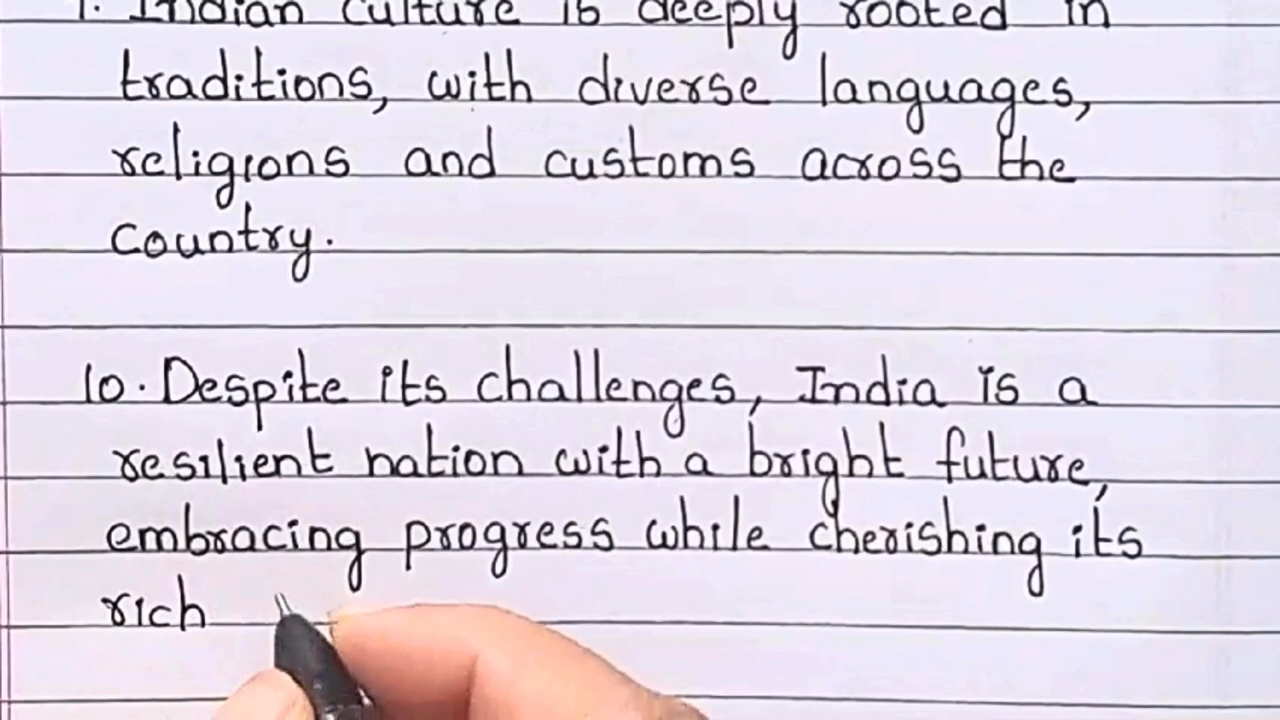 Indian culture is deeply rooted in
traditions, with diverse languages,
religions and customs across the
country.
10. Despite its challenges, India is a
resilient nation with a bright future,
embracing progress while cherishing its
rich